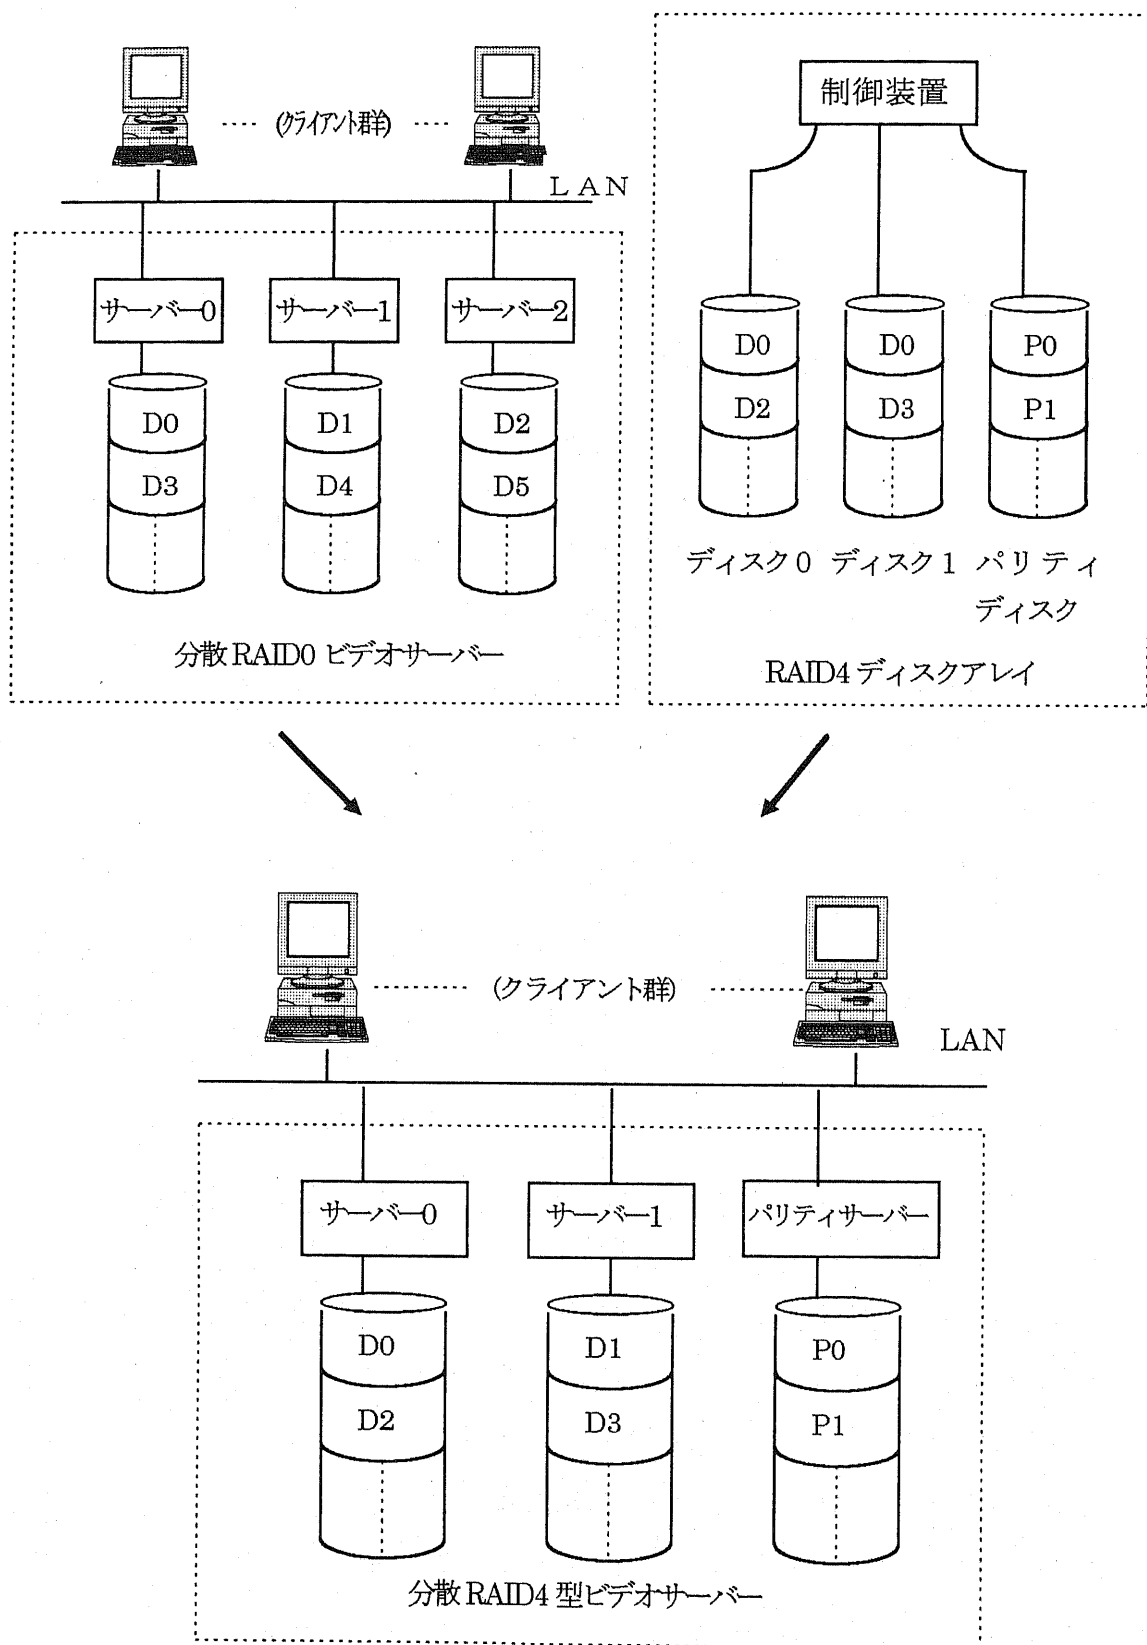 (クライアント群)
LAN
サーバー0
サーバー1
サーバー2
D0
D1
D2
D3
D4
D5
分散RAID0 ビデオサーバー
制御装置
D0
D0
P0
D2
D3
P1
ディスク0 ディスク1 パリティ
ディスク
RAID4 ディスクアレイ
(クライアント群)
LAN
サーバー0
サーバー1
パリティサーバー
D0
D1
P0
D2
D3
P1
分散RAID4 型ビデオサーバー